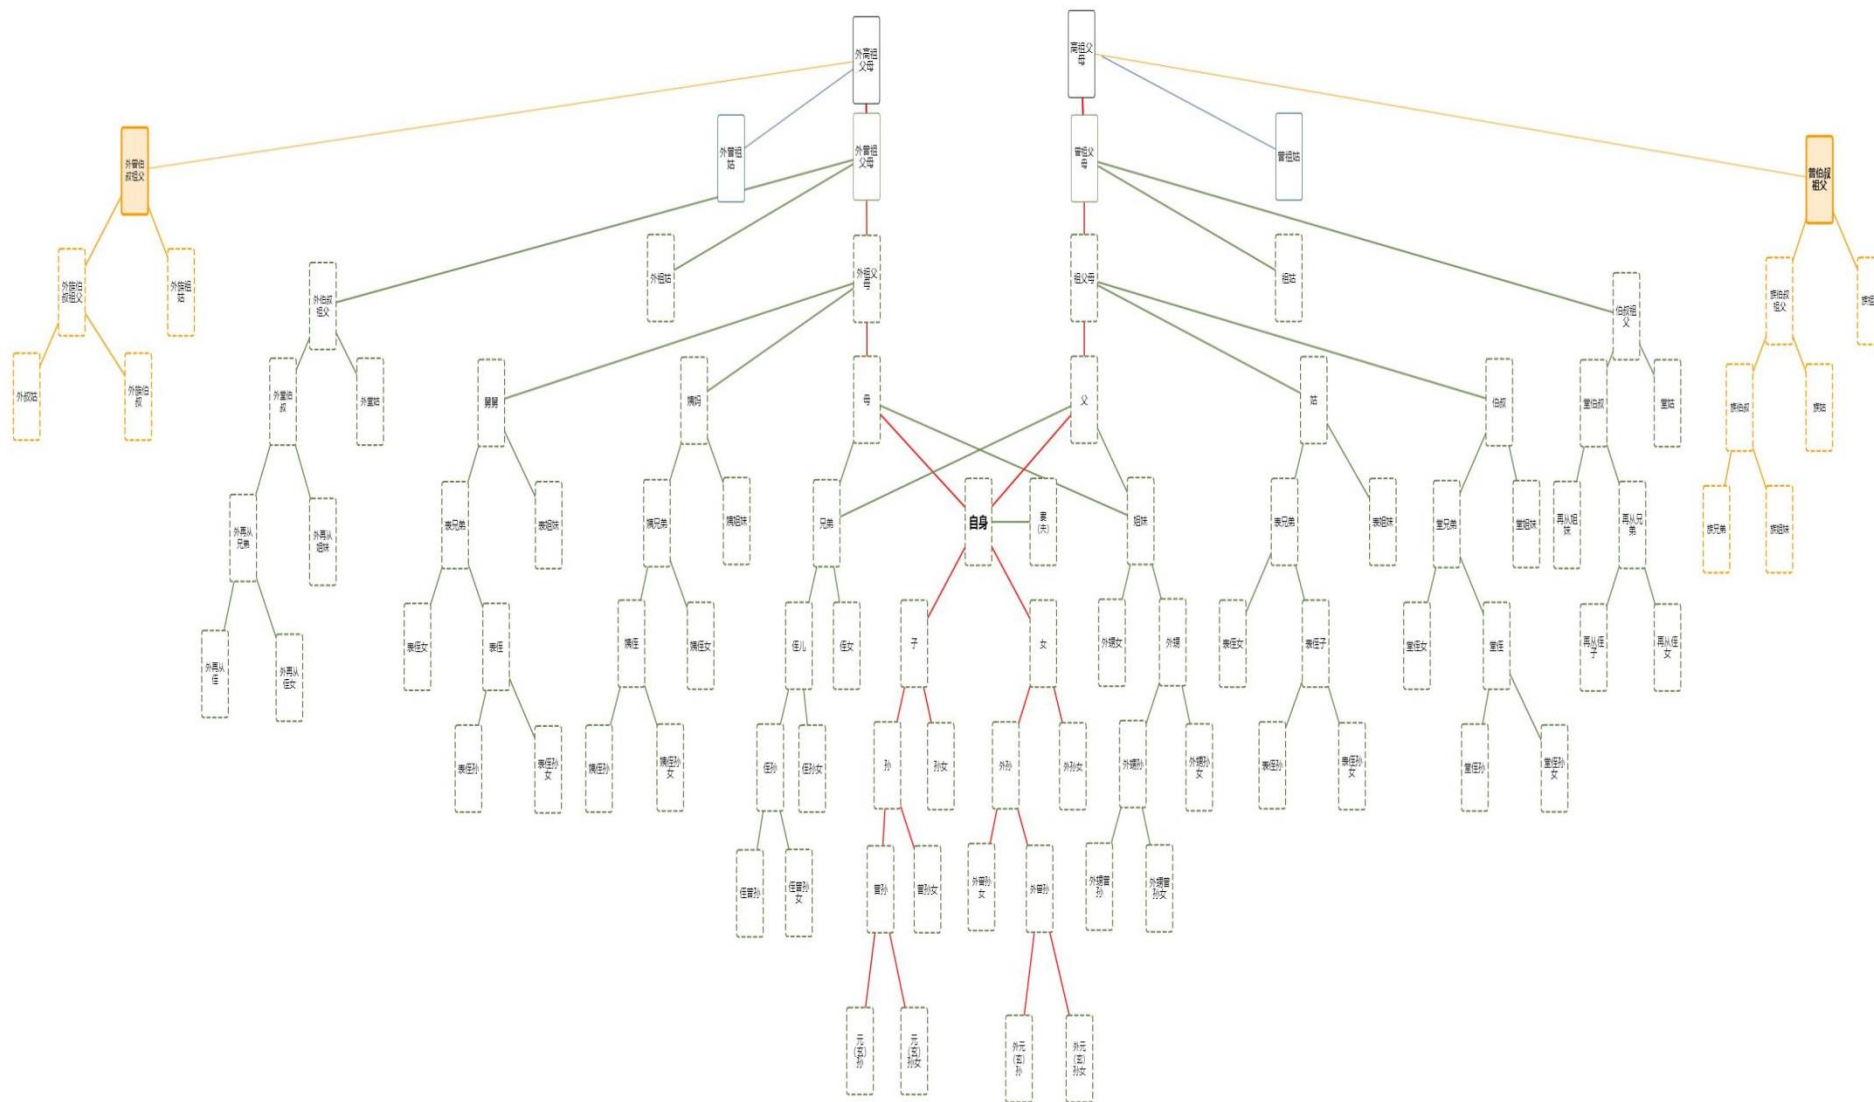 外高祖
父母
高祖父
母
外曾伯
叔祖父
外曾祖
姑
外曾祖
父母
曾祖父
母
曾祖姑
曾伯叔
祖父
外族伯
叔祖父
外族祖
姑
外伯叔
祖父
外祖姑
外祖父
母
祖父母
祖姑
伯叔祖
父
族伯叔
祖父
族祖
外叔姑
外族伯
叔
外堂伯
叔
外堂姑
舅舅
姨妈
母
父
姑
伯叔
堂伯叔
堂姑
族伯叔
族姑
外再从
兄弟
外再从
姐妹
表兄弟
表姐妹
姨兄弟
姨姐妹
兄弟
自身
妻
(夫)
姐妹
表兄弟
表姐妹
堂兄弟
堂姐妹
再从姐
妹
再从兄
弟
族兄弟
族姐妹
外再从
侄
外再从
侄女
表侄女
表侄
姨侄
姨侄女
侄儿
侄女
子
女
外甥女
外甥
表侄女
表侄子
堂侄女
堂侄
再从侄
子
再从侄
女
表侄孙
表侄孙
女
姨侄孙
姨侄孙
女
侄孙
侄孙女
孙
孙女
外孙
外孙女
外甥孙
外甥孙
女
表侄孙
表侄孙
女
堂侄孙
堂侄孙
女
侄曾孙
侄曾孙
女
曾孙
曾孙女
外曾孙
女
外曾孙
外甥曾
孙
外甥曾
孙女
元
(玄)
孙
元
(玄)
孙女
外元
(玄)
孙
外元
(玄)
孙女